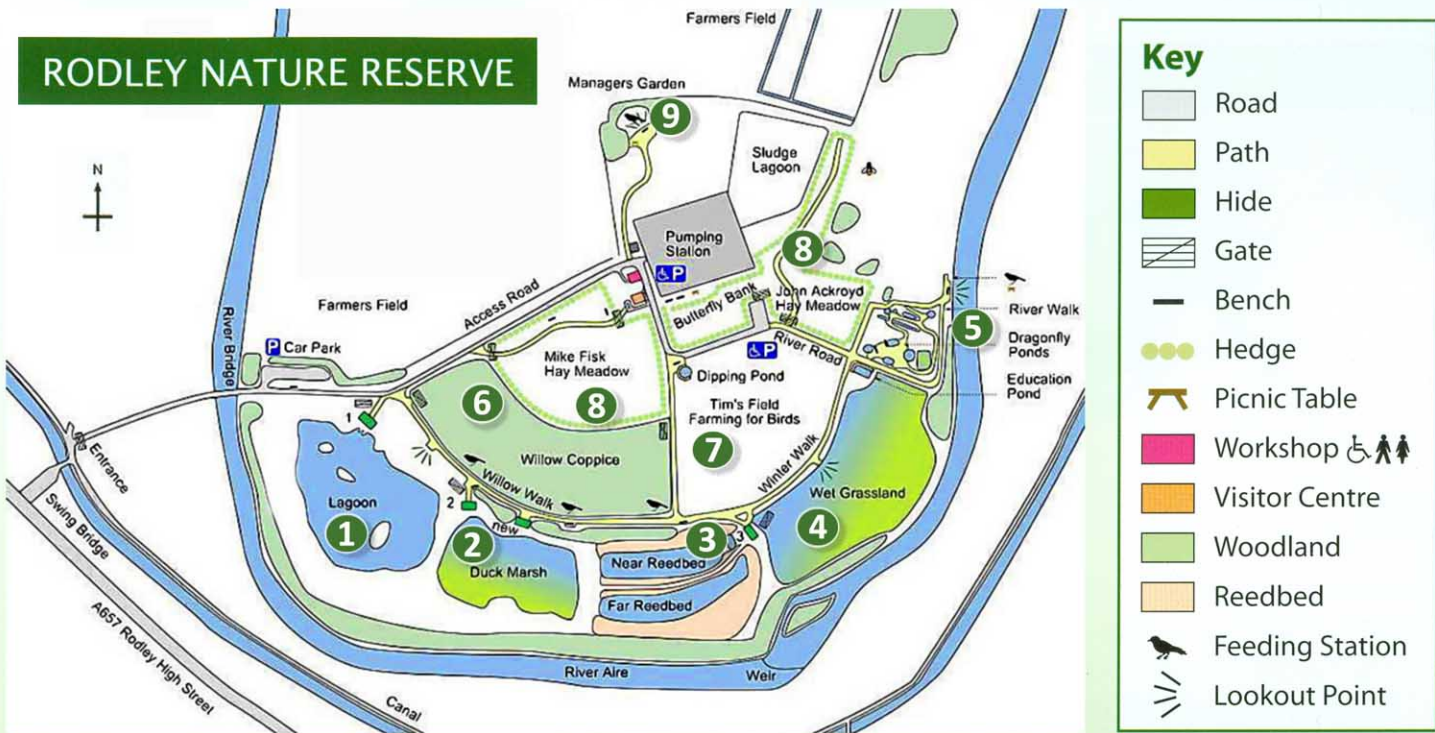 RODLEY NATURE RESERVE
Farmers Field
Managers Garden
9
Sludge
Lagoon
N
Pumping
Station
P
8
Access Road
Farmers Field
River Bridge
P Car Park
Butterfly Bank
John Ackroyd
Hay Meadow
River Road
P
5
River Walk
Dragonfly
Ponds
Education
Pond
Mike Fisk
Hay Meadow
8
Dipping Pond
6
Tim's Field
Farming for Birds
7
1
Entrance
Willow Coppice
Willow Walk
Winter Walk
Wet Grassland
4
Swing Bridge
Lagoon
1
2
new
2
Duck Marsh
3
3
Near Reedbed
Far Reedbed
A657 Rodley High Street
Canal
River Aire
Weir
Key
Road
Path
Hide
Gate
Bench
Hedge
Picnic Table
Workshop
Visitor Centre
Woodland
Reedbed
Feeding Station
Lookout Point